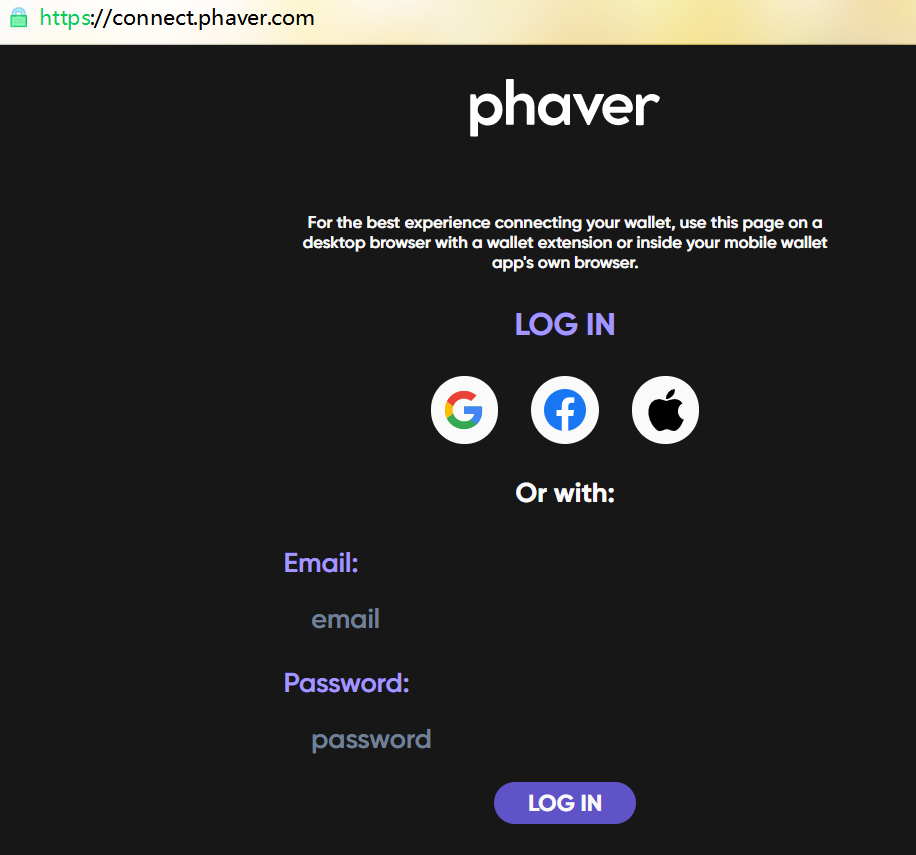 https://connect.phaver.com
phaver
For the best experience connecting your wallet, use this page on a
desktop browser with a wallet extension or inside your mobile wallet
app's own browser.
LOG IN
Or with:
Email:
email
Password:
password
LOG IN